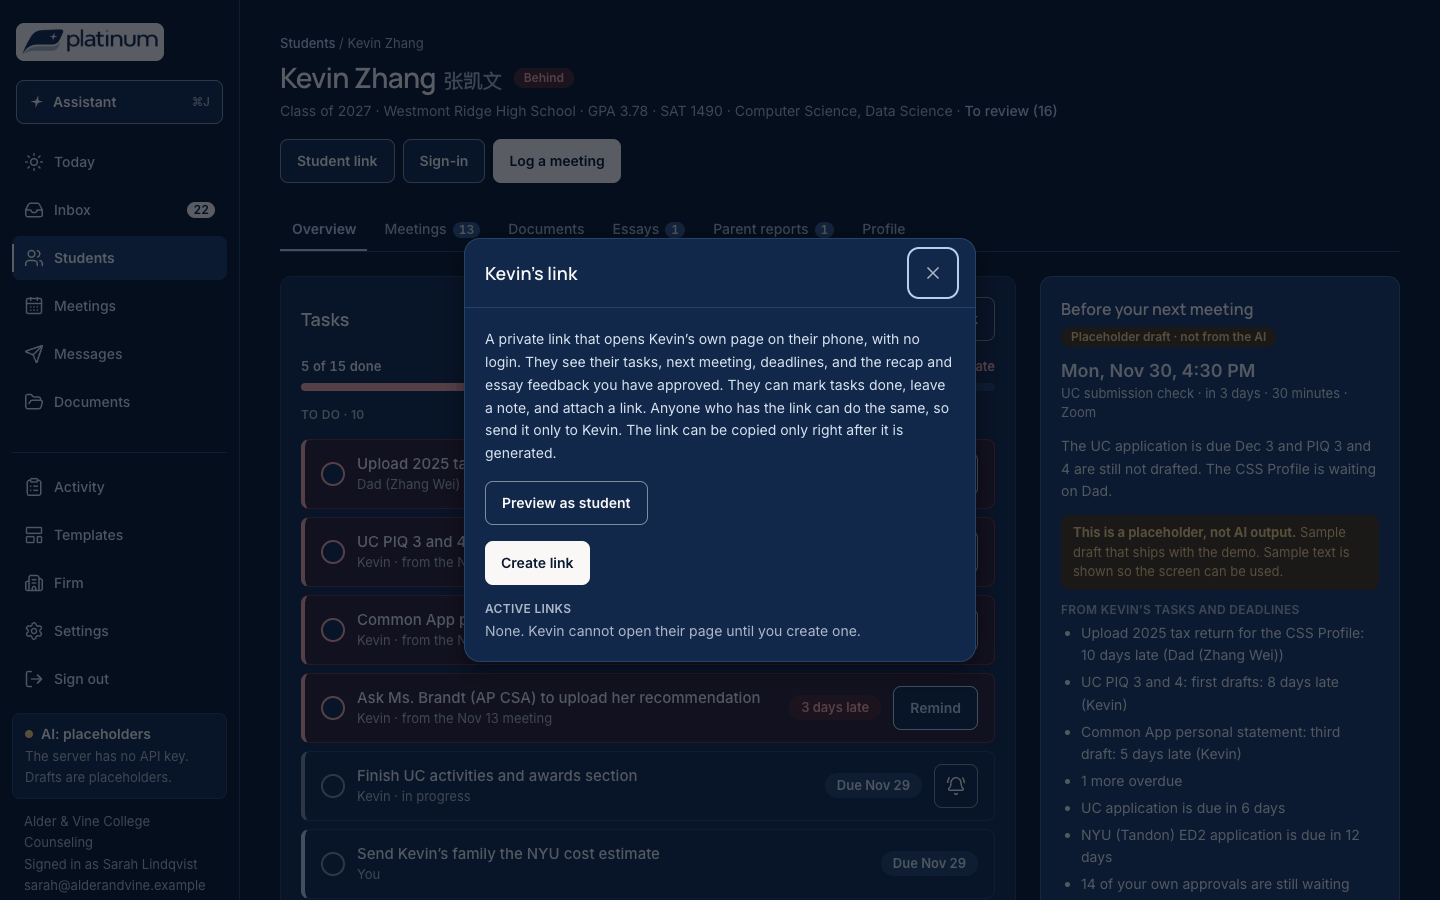 platinum
Assistant ⌘J
Today
Inbox 22
Students
Meetings
Messages
Documents
Activity
Templates
Firm
Settings
Sign out
AI: placeholders
The server has no API key.
Drafts are placeholders.
Alder & Vine College
Counseling
Signed in as Sarah Lindqvist
sarah@alderandvine.example
Students / Kevin Zhang
Kevin Zhang 张凯文 Behind
Class of 2027 · Westmont Ridge High School · GPA 3.78 · SAT 1490 · Computer Science, Data Science · To review (16)
Student link Sign-in Log a meeting
Overview Meetings 13 Documents Essays 1 Parent reports 1 Profile
Tasks
5 of 15 done
TO DO · 10
Upload 2025
Dad (Zhang Wei)
UC PIQ 3 and 4
Kevin · from the
Common App
Kevin · from the
Ask Ms. Brandt (AP CSA) to upload her recommendation
Kevin · from the Nov 13 meeting
3 days late Remind
Finish UC activities and awards section
Kevin · in progress
Due Nov 29
Send Kevin’s family the NYU cost estimate
You
Due Nov 29
Kevin’s link
A private link that opens Kevin’s own page on their phone, with no
login. They see their tasks, next meeting, deadlines, and the recap and
essay feedback you have approved. They can mark tasks done, leave
a note, and attach a link. Anyone who has the link can do the same, so
send it only to Kevin. The link can be copied only right after it is
generated.
Preview as student
Create link
ACTIVE LINKS
None. Kevin cannot open their page until you create one.
Before your next meeting
Placeholder draft · not from the AI
Mon, Nov 30, 4:30 PM
UC submission check · in 3 days · 30 minutes ·
Zoom
The UC application is due Dec 3 and PIQ 3 and
4 are still not drafted. The CSS Profile is waiting
on Dad.
This is a placeholder, not AI output. Sample
draft that ships with the demo. Sample text is
shown so the screen can be used.
FROM KEVIN’S TASKS AND DEADLINES
• Upload 2025 tax return for the CSS Profile:
10 days late (Dad (Zhang Wei))
• UC PIQ 3 and 4: first drafts: 8 days late
(Kevin)
• Common App personal statement: third
draft: 5 days late (Kevin)
• 1 more overdue
• UC application is due in 6 days
• NYU (Tandon) ED2 application is due in 12
days
• 14 of your own approvals are still waiting